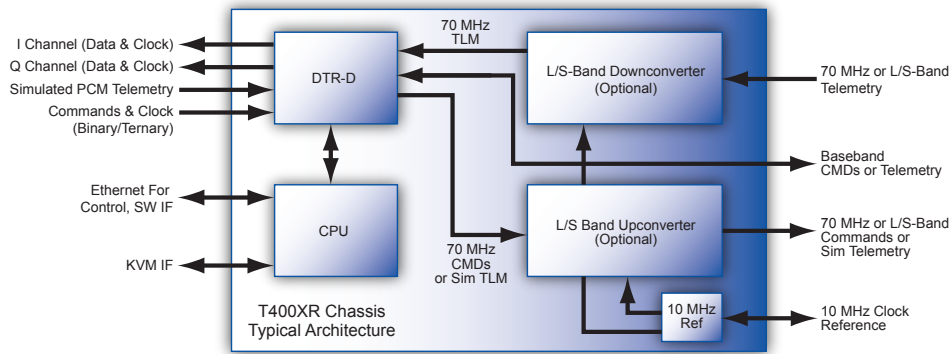 I Channel (Data & Clock)
Q Channel (Data & Clock)
Simulated PCM Telemetry
Commands & Clock
(Binary/Ternary)
Ethernet For
Control, SW IF
KVM IF
DTR-D
CPU
70 MHz
TLM
70 MHz
CMDs
or Sim TLM
L/S-Band Downconverter
(Optional)
L/S Band Upconverter
(Optional)
10 MHz
Ref
T400XR Chassis
Typical Architecture
70 MHz or L/S-Band
Telemetry
Baseband
CMDs or Telemetry
70 MHz or L/S-Band
Commands or
Sim Telemetry
10 MHz Clock
Reference